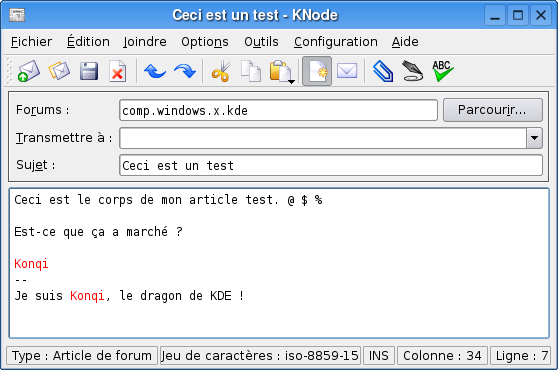 Ceci est un test - KNode
Fichier Édition Joindre Options Outils Configuration Aide
ABC
Forums : comp.windows.x.kde Parcourir...
Transmettre à :
Sujet : Ceci est un test
Ceci est le corps de mon article test. @ $ %
Est-ce que ça a marché ?
Konqi
--
Je suis Konqi, le dragon de KDE !
Type : Article de forum Jeu de caractères : iso-8859-15 INS Colonne : 34 Ligne : 7